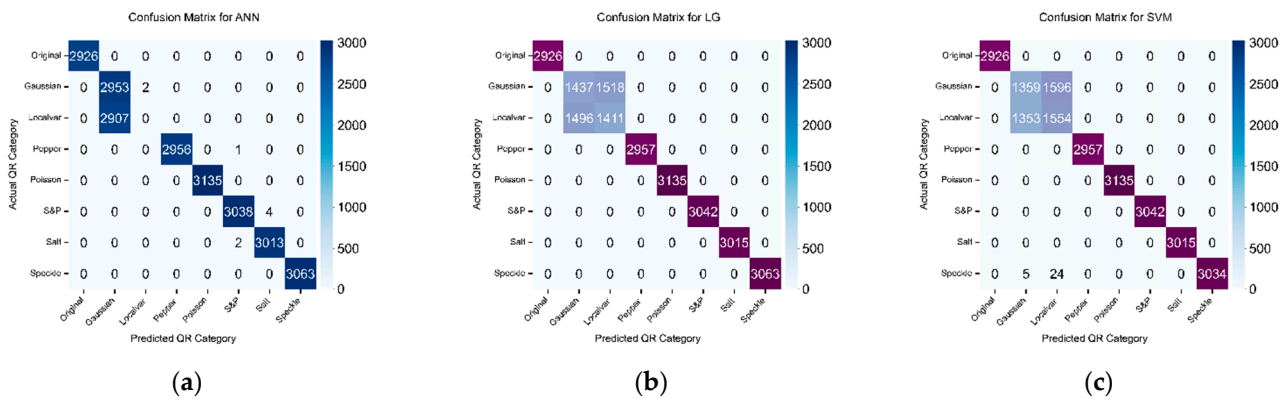 Confusion Matrix for ANN
Actual QR Category
Original 2926 0 0 0 0 0 0 0
Gaussian 0 2953 2 0 0 0 0 0
Localvar 0 2907 0 0 0 0 0 0
Pepper 0 0 0 2956 0 1 0 0
Poisson 0 0 0 0 3135 0 0 0
S&P 0 0 0 0 0 3038 4 0
Salt 0 0 0 0 0 2 3013 0
Speckle 0 0 0 0 0 0 0 3063
Original Gaussian Localvar Pepper Poisson S&P Salt Speckle
Predicted QR Category
3000
2500
2000
1500
1000
500
0
(a)
Confusion Matrix for LG
Actual QR Category
Original 2926 0 0 0 0 0 0 0
Gaussian 0 1437 1518 0 0 0 0 0
Localvar 0 1496 1411 0 0 0 0 0
Pepper 0 0 0 2957 0 0 0 0
Poisson 0 0 0 0 3135 0 0 0
S&P 0 0 0 0 0 3042 0 0
Salt 0 0 0 0 0 0 3015 0
Speckle 0 0 0 0 0 0 0 3063
Original Gaussian Localvar Pepper Poisson S&P Salt Speckle
Predicted QR Category
3000
2500
2000
1500
1000
500
0
(b)
Confusion Matrix for SVM
Actual QR Category
Original 2926 0 0 0 0 0 0 0
Gaussian 0 1359 1596 0 0 0 0 0
Localvar 0 1353 1554 0 0 0 0 0
Pepper 0 0 0 2957 0 0 0 0
Poisson 0 0 0 0 3135 0 0 0
S&P 0 0 0 0 0 3042 0 0
Salt 0 0 0 0 0 0 3015 0
Speckle 0 5 24 0 0 0 0 3034
Original Gaussian Localvar Pepper Poisson S&P Salt Speckle
Predicted QR Category
3000
2500
2000
1500
1000
500
0
(c)